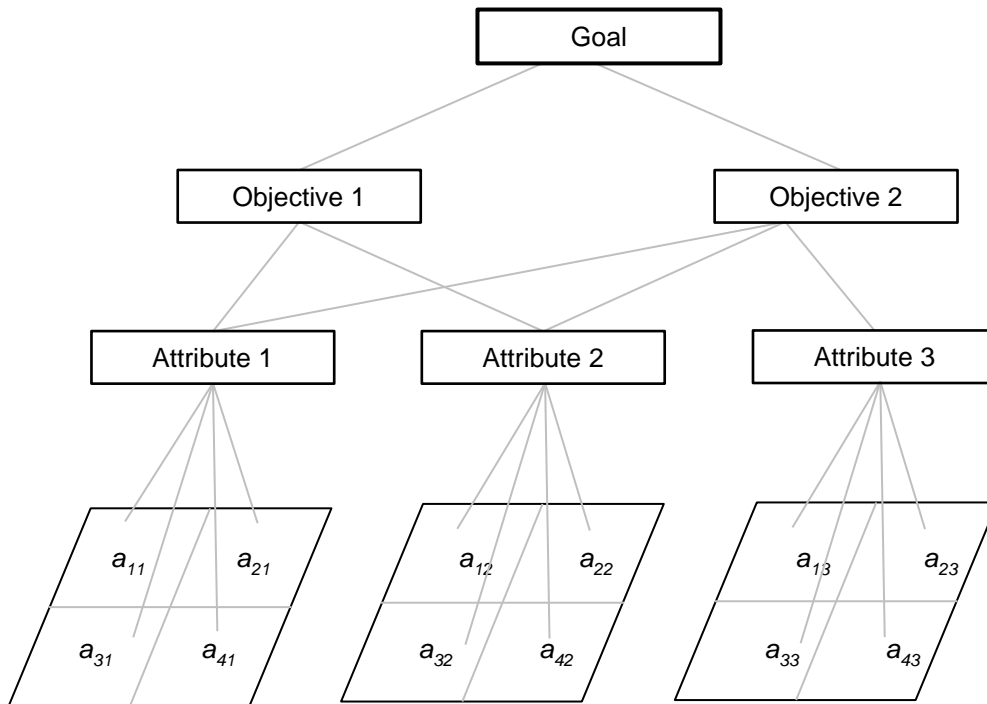 Goal
Objective 1 Objective 2
Attribute 1 Attribute 2 Attribute 3
a11 a21 a12 a22 a13 a23
a31 a41 a32 a42 a33 a43